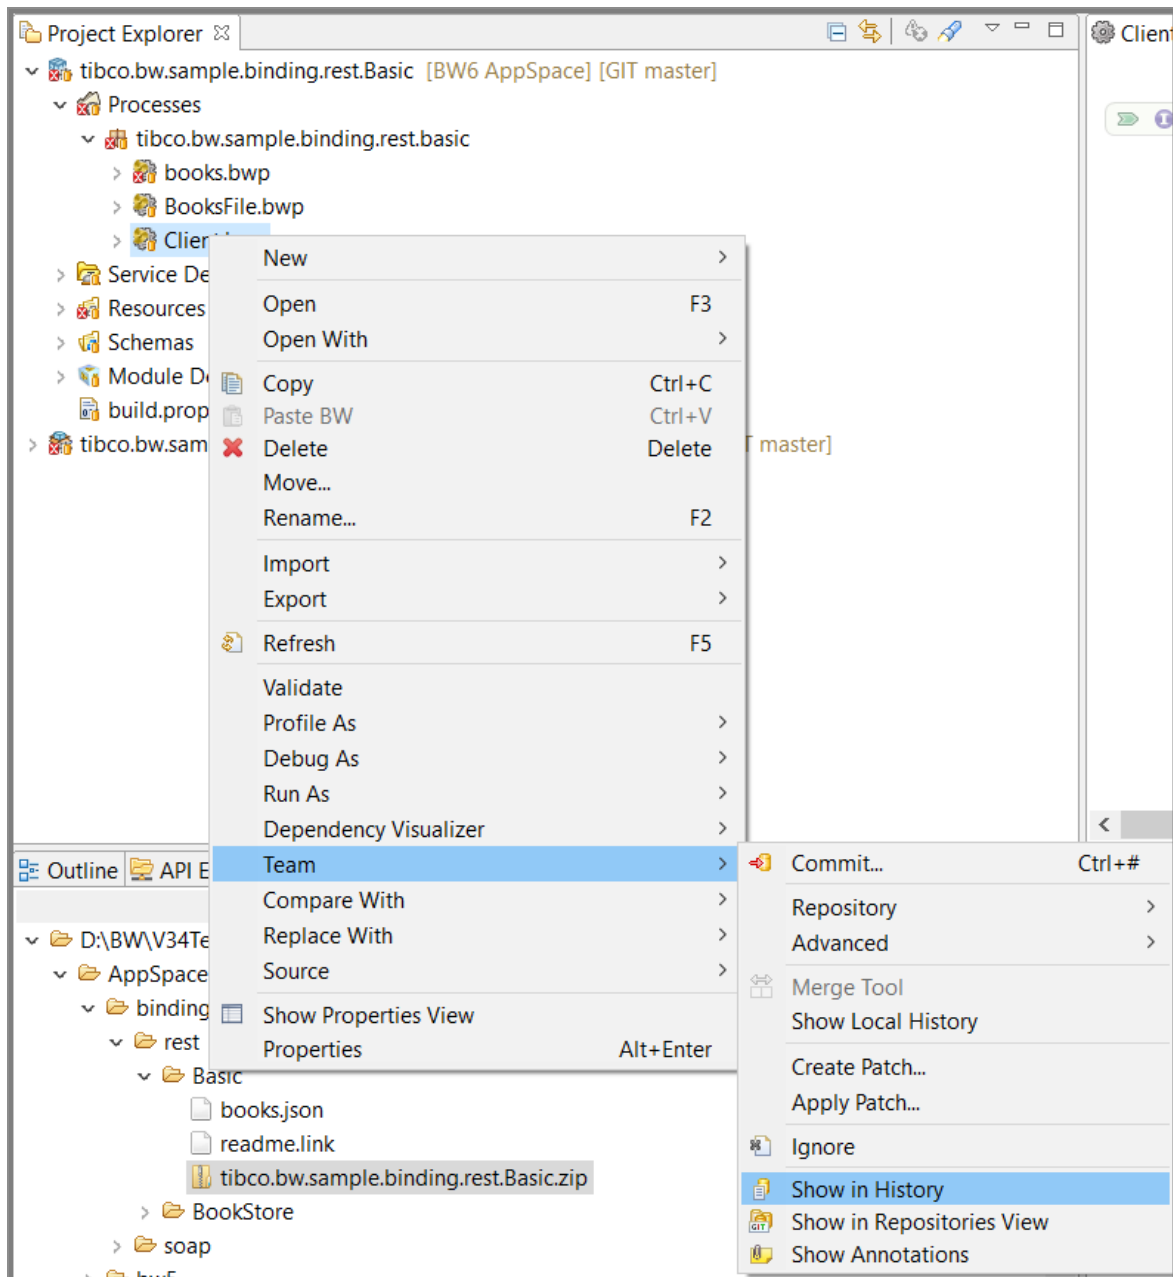 Project Explorer
tibco.bw.sample.binding.rest.Basic [BW6 AppSpace] [GIT master]
Processes
tibco.bw.sample.binding.rest.basic
books.bwp
BooksFile.bwp
Service De
Resources
Schemas
Module D
build.prop
tibco.bw.sam
master]
New
Open F3
Open With
Copy Ctrl+C
Paste BW Ctrl+V
Delete Delete
Move...
Rename... F2
Import
Export
Refresh F5
Validate
Profile As
Debug As
Run As
Dependency Visualizer
Team
Compare With
Replace With
Source
Show Properties View
Properties Alt+Enter
Commit... Ctrl+#
Repository
Advanced
Merge Tool
Show Local History
Create Patch...
Apply Patch...
Ignore
Show in History
Show in Repositories View
Show Annotations
Outline API E
D:\BW\V34Te
AppSpace
binding
rest
Basic
books.json
readme.link
tibco.bw.sample.binding.rest.Basic.zip
BookStore
soap
Client